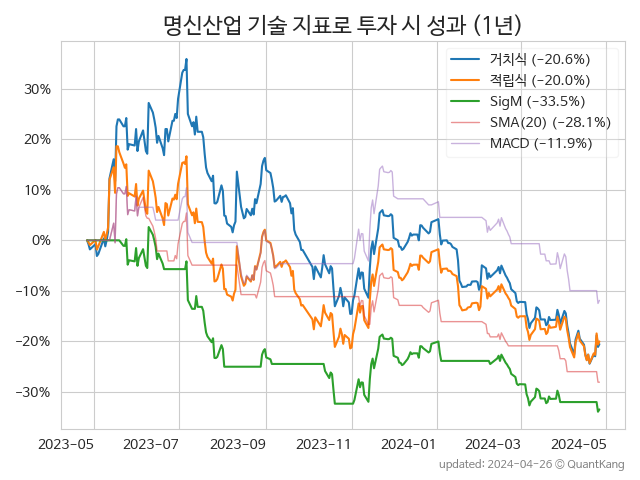 명신산업 기술 지표로 투자 시 성과 (1년)
거치식 (−20.6%)
적립식 (−20.0%)
SigM (−33.5%)
SMA(20) (−28.1%)
MACD (−11.9%)
30%
20%
10%
0%
−10%
−20%
−30%
2023-05 2023-07 2023-09 2023-11 2024-01 2024-03 2024-05
updated: 2024-04-26 © QuantKang